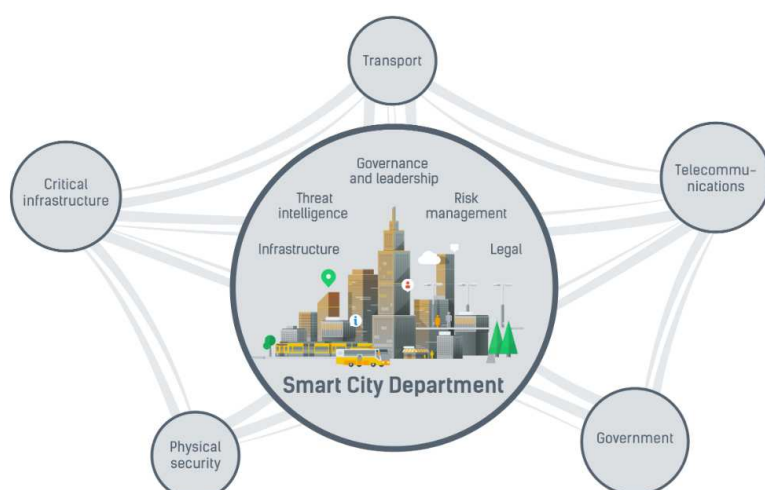 Transport
Governance
and leadership
Critical
infrastructure
Threat
intelligence
Risk
management
Telecommu-
nications
Infrastructure
Legal
Smart City Department
Physical
security
Government